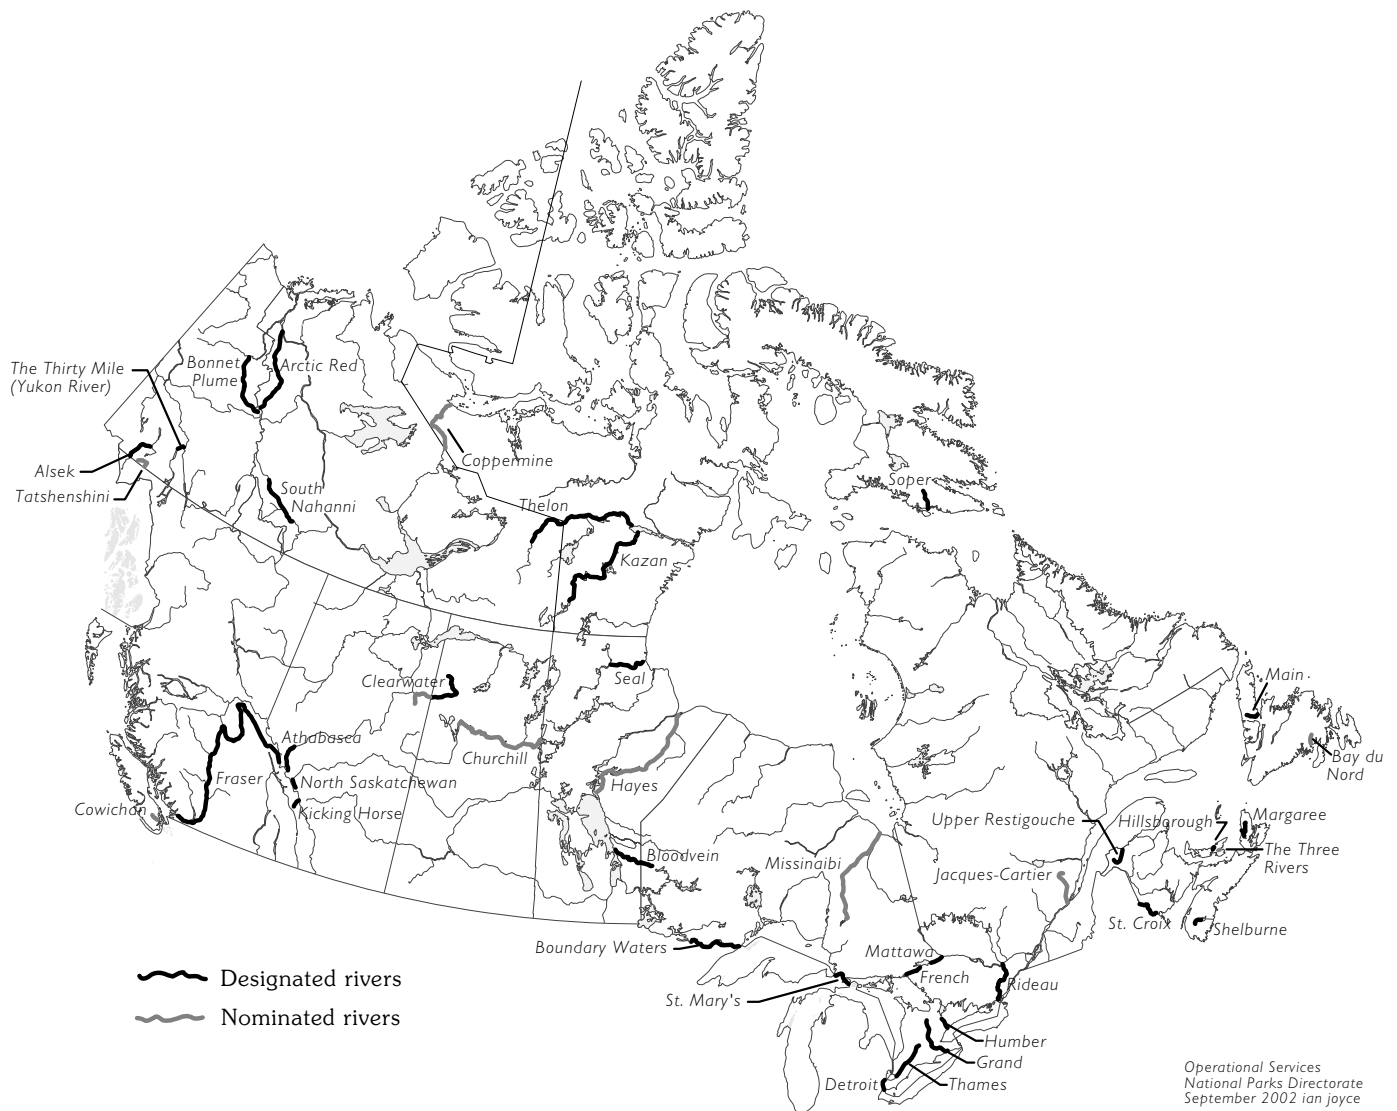 The Thirty Mile
(Yukon River)
Bonnet
Plume
Arctic Red
Alsek
Tatshenshini
Coppermine
South
Nahanni
Soper
Thelon
Kazan
Clearwater
Seal
Main
Athabasca
Churchill
Bay du
Nord
Fraser
North Saskatchewan
Hayes
Cowichan
Kicking Horse
Upper Restigouche
Hillsborough
Margaree
Bloodvein
Missinaibi
The Three
Rivers
Jacques-Cartier
St. Croix
Shelburne
Boundary Waters
Mattawa
French
Rideau
St. Mary's
Designated rivers
Nominated rivers
Humber
Grand
Detroit
Thames
Operational Services
National Parks Directorate
September 2002 ian joyce